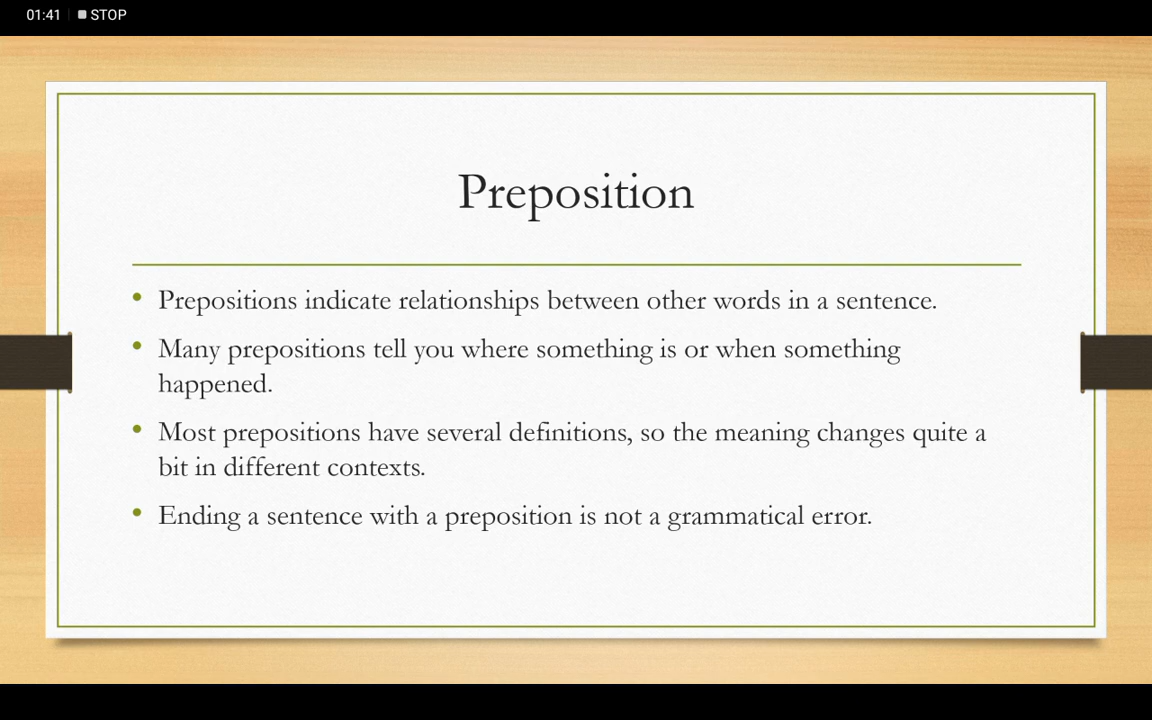 01:41 STOP
Preposition
• Prepositions indicate relationships between other words in a sentence.
• Many prepositions tell you where something is or when something
happened.
• Most prepositions have several definitions, so the meaning changes quite a
bit in different contexts.
• Ending a sentence with a preposition is not a grammatical error.